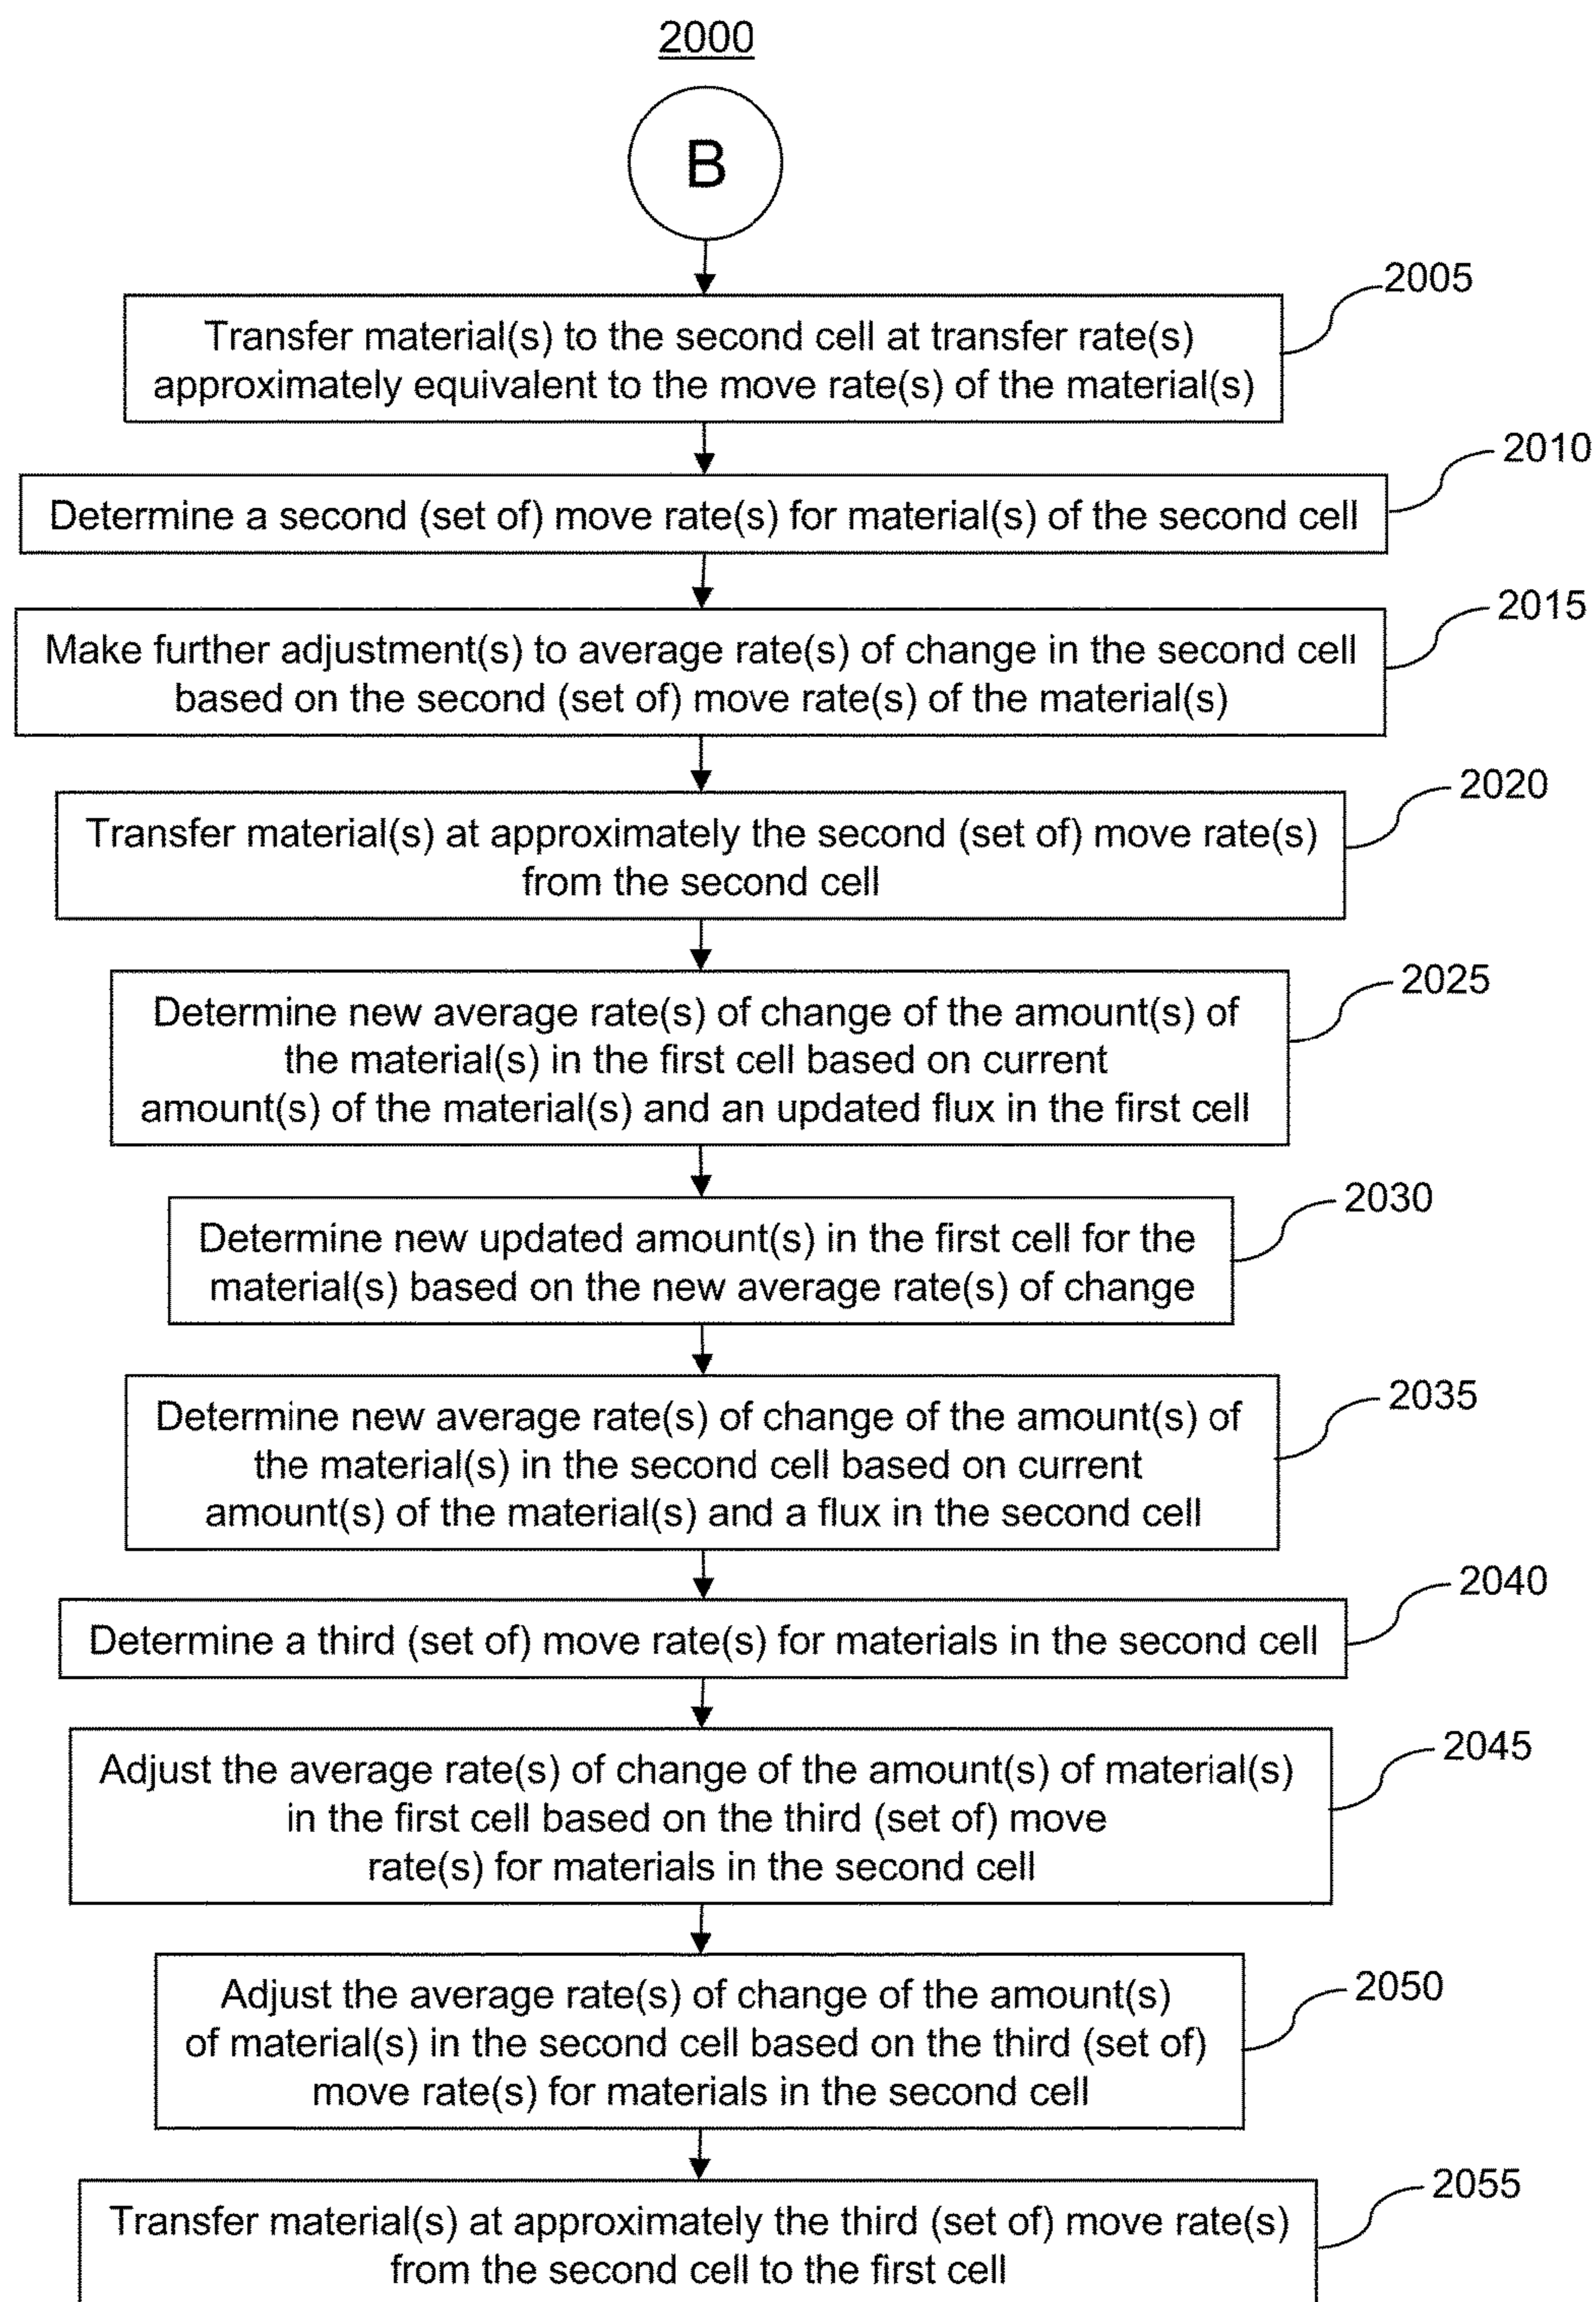 2000
B
2005
Transfer material(s) to the second cell at transfer rate(s)
approximately equivalent to the move rate(s) of the material(s)
2010
Determine a second (set of) move rate(s) for material(s) of the second cell
2015
Make further adjustment(s) to average rate(s) of change in the second cell
based on the second (set of) move rate(s) of the material(s)
2020
Transfer material(s) at approximately the second (set of) move rate(s)
from the second cell
2025
Determine new average rate(s) of change of the amount(s) of
the material(s) in the first cell based on current
amount(s) of the material(s) and an updated flux in the first cell
2030
Determine new updated amount(s) in the first cell for the
material(s) based on the new average rate(s) of change
2035
Determine new average rate(s) of change of the amount(s) of
the material(s) in the second cell based on current
amount(s) of the material(s) and a flux in the second cell
2040
Determine a third (set of) move rate(s) for materials in the second cell
2045
Adjust the average rate(s) of change of the amount(s) of material(s)
in the first cell based on the third (set of) move
rate(s) for materials in the second cell
2050
Adjust the average rate(s) of change of the amount(s)
of material(s) in the second cell based on the third (set of)
move rate(s) for materials in the second cell
2055
Transfer material(s) at approximately the third (set of) move rate(s)
from the second cell to the first cell